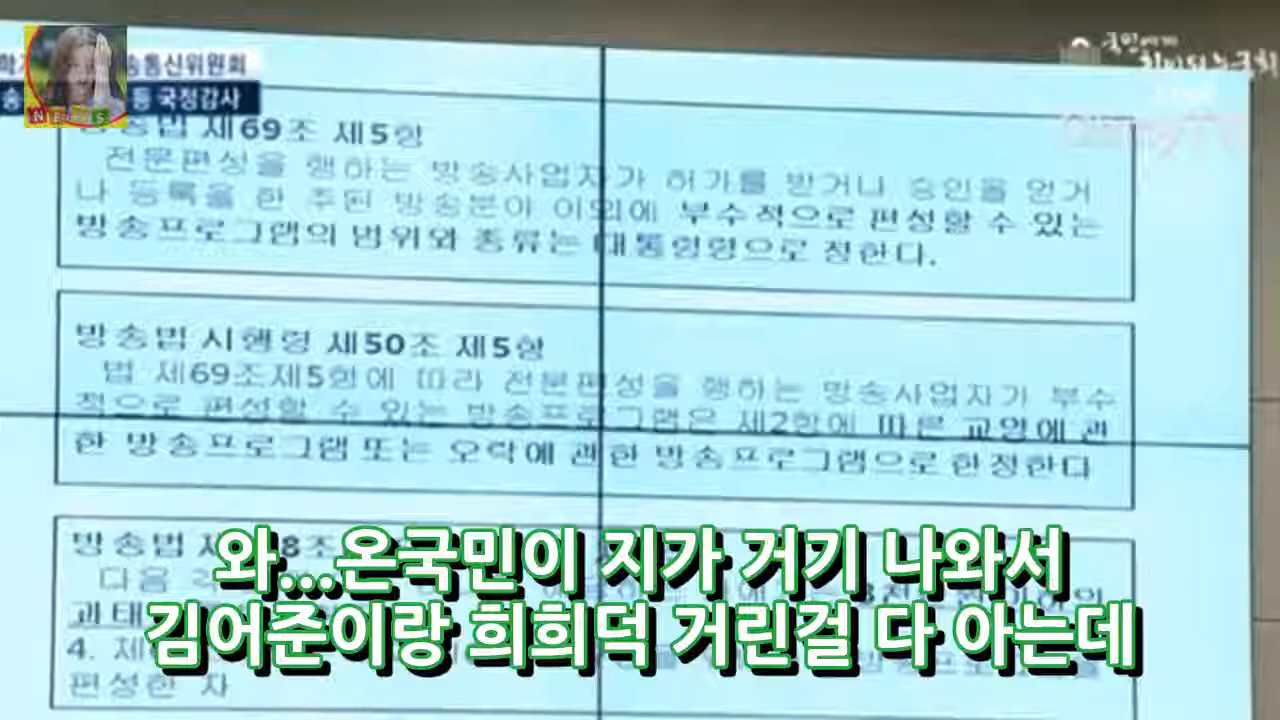 송통신위원회
등 국정감사
NEWS
방송법 제69조 제5항
전문편성을 행하는 방송사업자가 허가를 받거나 승인을 얻거
나 등록을 한 주된 방송분야 이외에 부수적으로 편성할 수 있는
방송프로그램의 범위와 종류는 대통령령으로 정한다.
방송법 시행령 제50조 제5항
법 제69조제5항에 따라 전문편성을 행하는 방송사업자가 부수
적으로 편성할 수 있는 방송프로그램은 제2항에 따른 교양에 관
한 방송프로그램 또는 오락에 관한 방송프로그램으로 한정한다
방송법 8조
다음 각
과태
4. 제
편성한 자
와...온국민이 지가 거기 나와서
김어준이랑 희희덕 거린걸 다 아는데